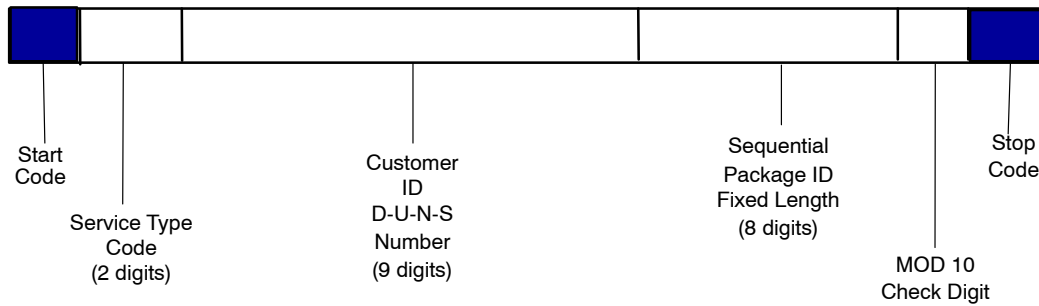 Start
Code
Service Type
Code
(2 digits)
Customer
ID
D-U-N-S
Number
(9 digits)
Sequential
Package ID
Fixed Length
(8 digits)
MOD 10
Check Digit
Stop
Code